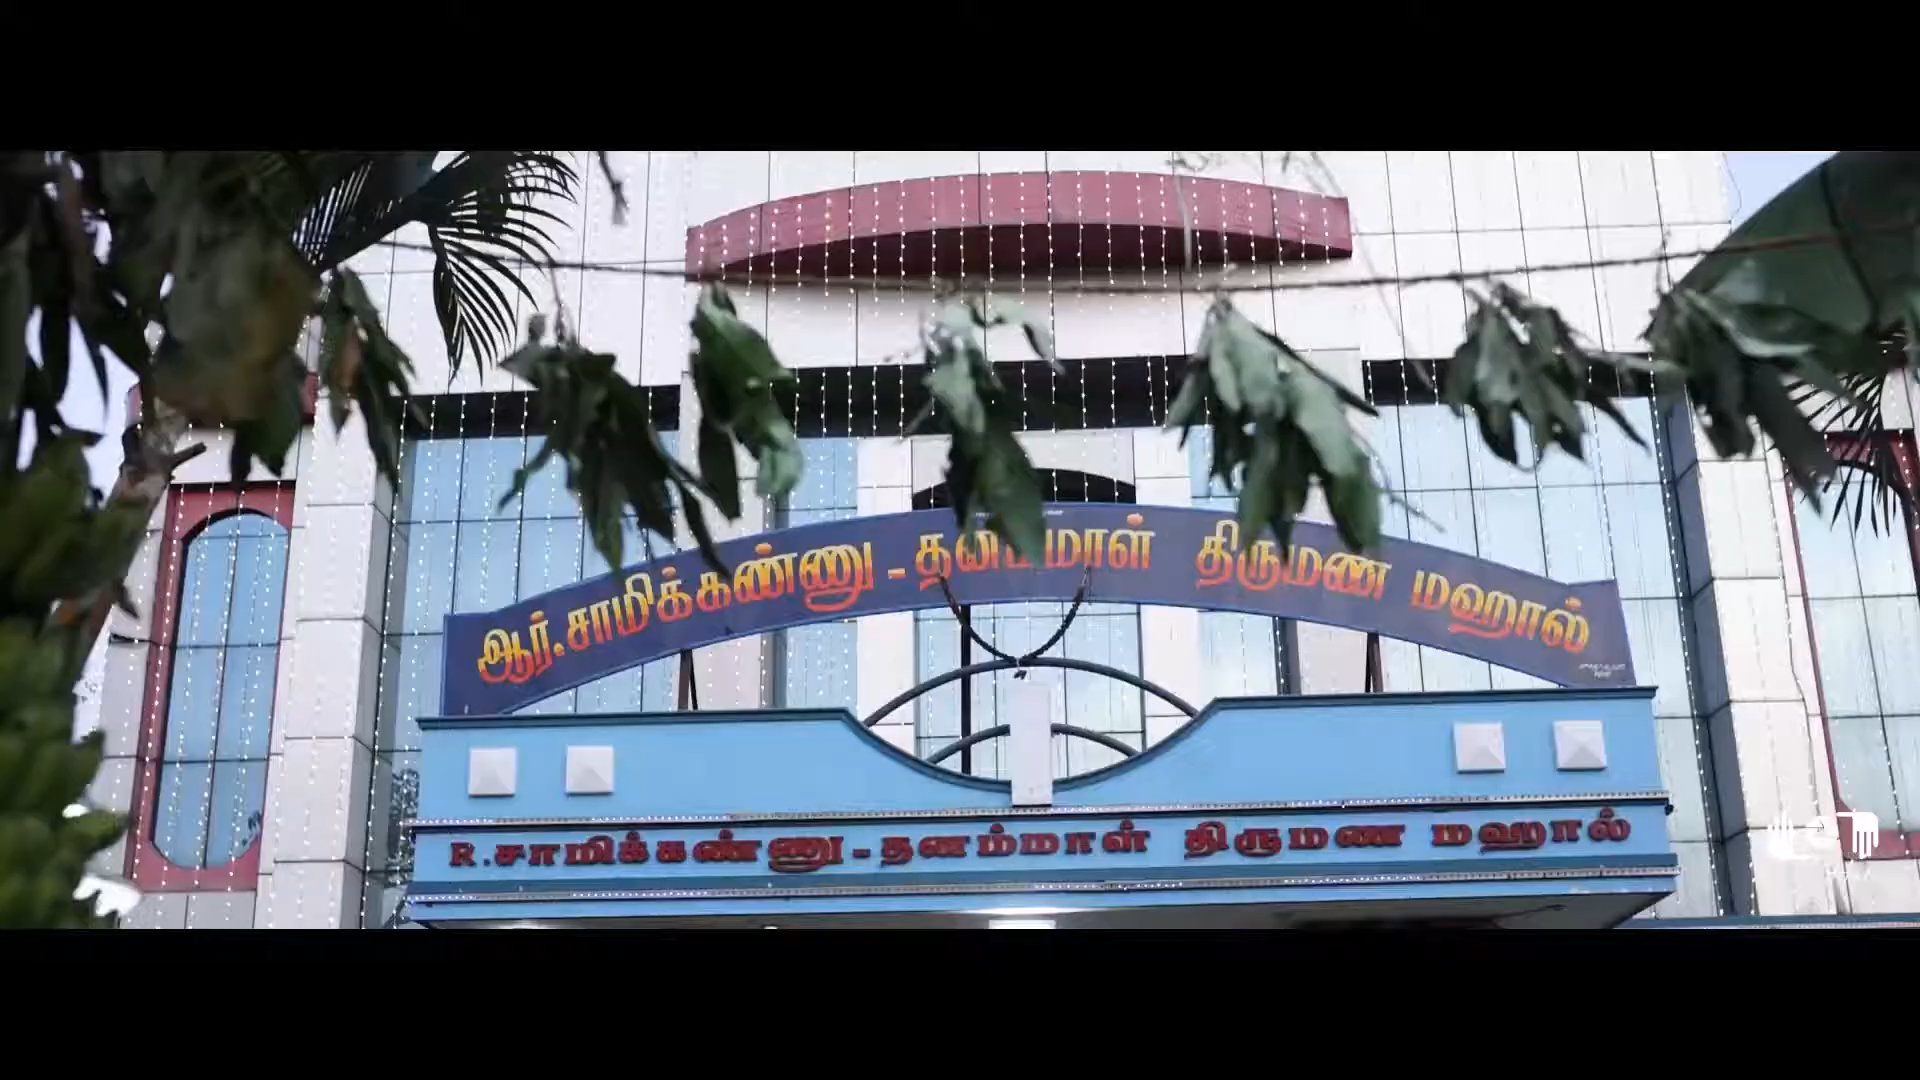 ஆர்.சாமிக்கண்ணு - தனம்மாள் திருமண மஹால்
R.சாமிக்கண்ணு - தனம்மாள் திருமண மஹால்